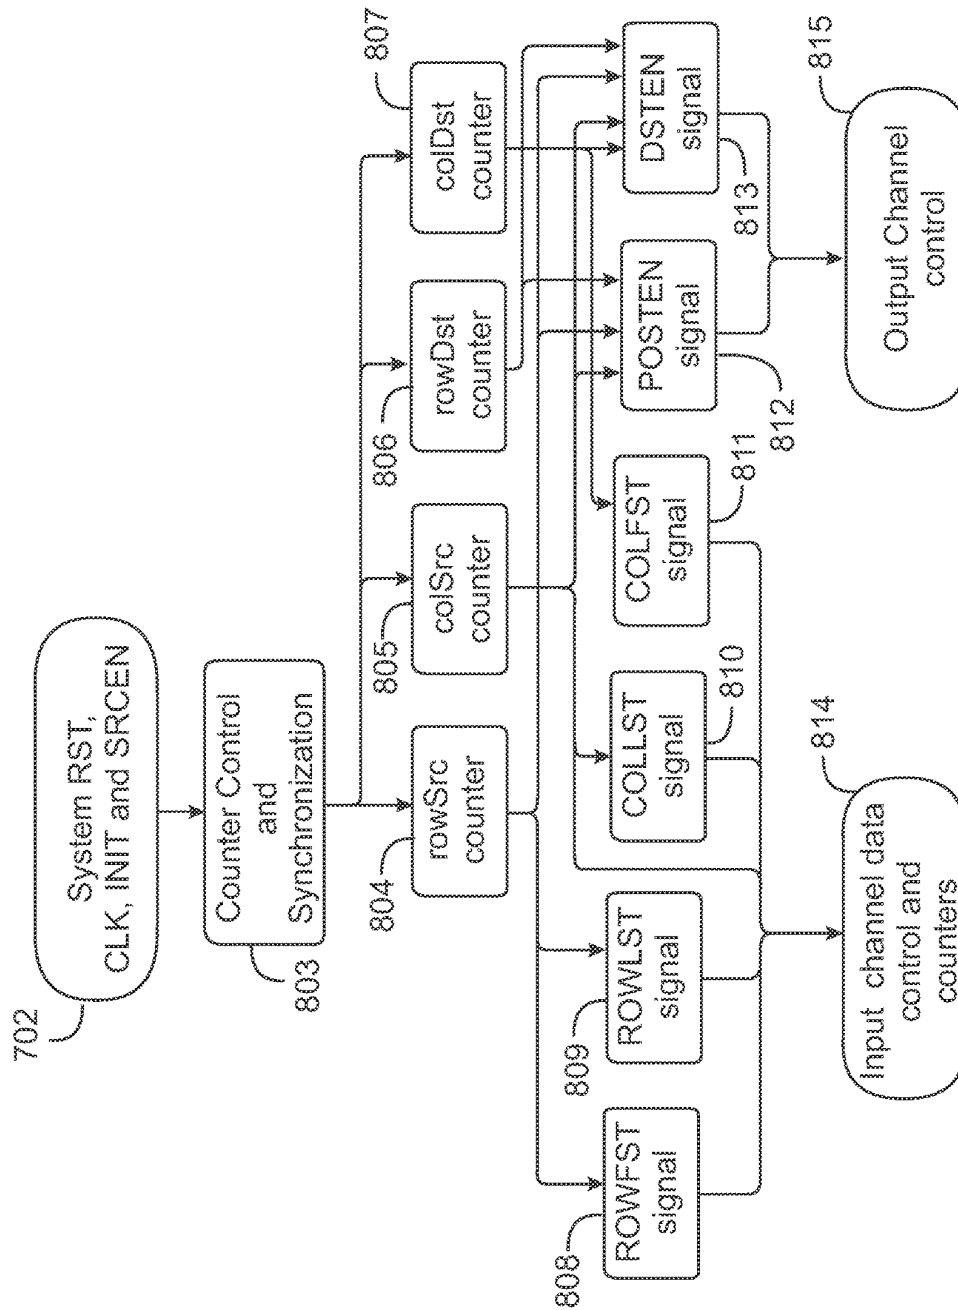 702
System RST,
CLK, INIT and SRCEN
803
Counter Control
and
Synchronization
804
rowSrc
counter
805
colSrc
counter
806
rowDst
counter
807
colDst
counter
808
ROWFST
signal
809
ROWLST
signal
810
COLLST
signal
811
COLFST
signal
812
POSTEN
signal
813
DSTEN
signal
814
Input channel data
control and
counters
815
Output Channel
control